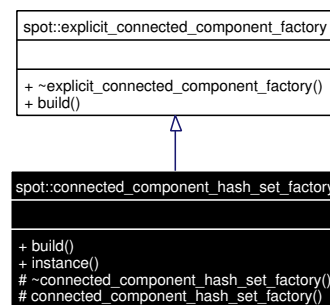 spot::explicit_connected_component_factory
+ ~explicit_connected_component_factory()
+ build()
spot::connected_component_hash_set_factory
+ build()
+ instance()
# ~connected_component_hash_set_factory()
# connected_component_hash_set_factory()